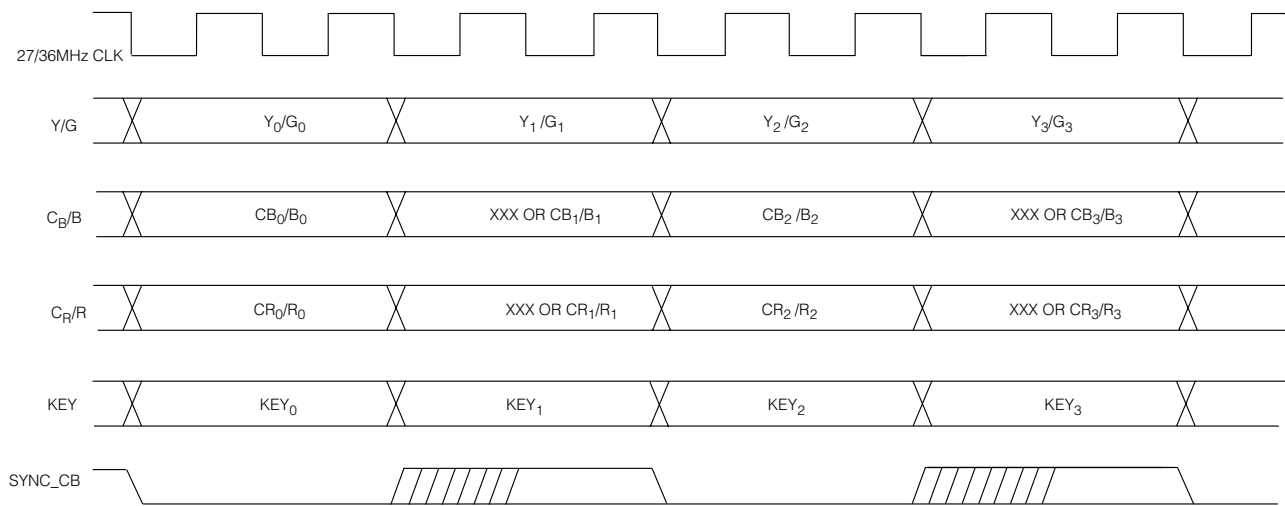 27/36MHz CLK
Y/G Y₀/G₀ Y₁/G₁ Y₂/G₂ Y₃/G₃
C_B/B CB₀/B₀ XXX OR CB₁/B₁ CB₂/B₂ XXX OR CB₃/B₃
C_R/R CR₀/R₀ XXX OR CR₁/R₁ CR₂/R₂ XXX OR CR₃/R₃
KEY KEY₀ KEY₁ KEY₂ KEY₃
SYNC_CB